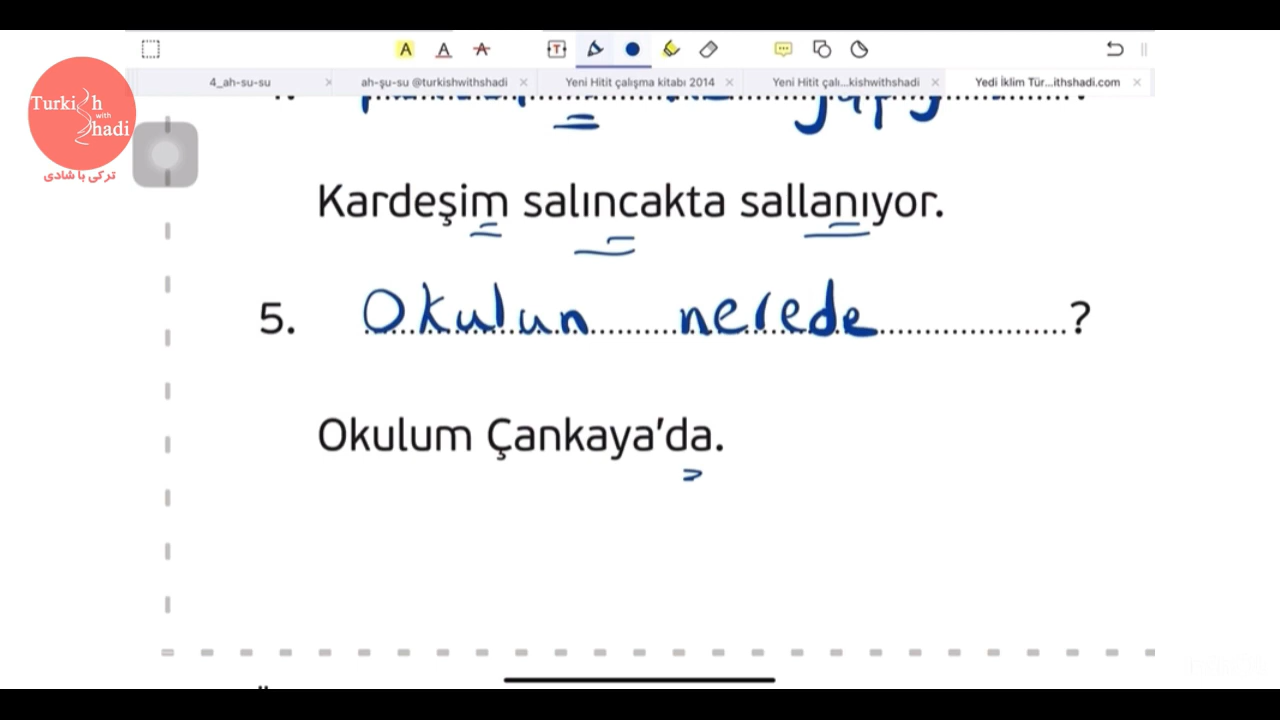 4_ah-su-su
ah-şu-su @turkishwithshadi
Yeni Hitit çalışma kitabı 2014
Yeni Hitit çalı...kishwithshadi
Yedi İklim Tür...ithshadi.com
Turkish
with
Shadi
ترکی با شادی
Kardeşim salıncakta sallanıyor.
5. Okulun nerede ?
Okulum Çankaya’da.